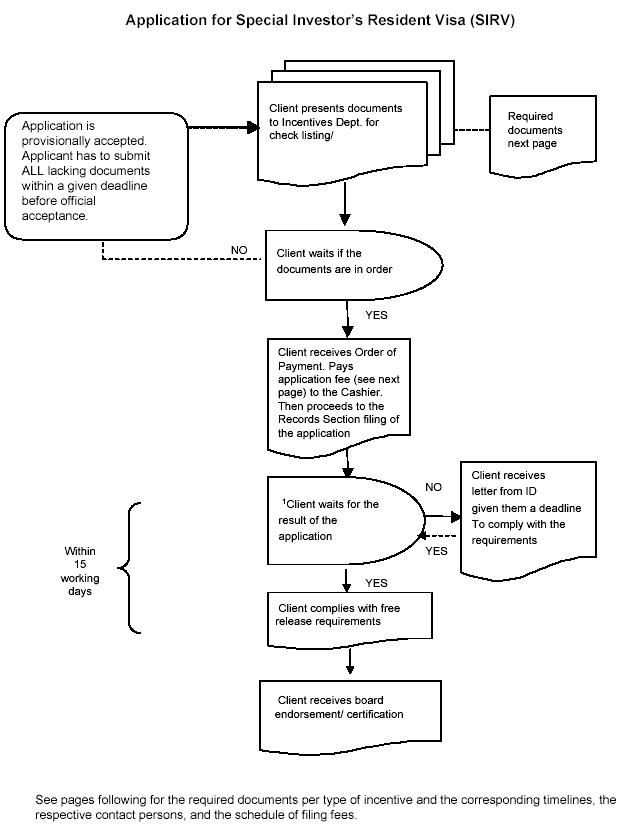 Application for Special Investor's Resident Visa (SIRV)
Client presents documents
to Incentives Dept. for
check listing/
Required
documents
next page
Application is
provisionally accepted.
Applicant has to submit
ALL lacking documents
within a given deadline
before official
acceptance.
NO
Client waits if the
documents are in order
YES
Client receives Order of
Payment. Pays
application fee (see next
page) to the Cashier.
Then proceeds to the
Records Section filing of
the application
1Client waits for the
result of the
application
NO
YES
Client receives
letter from ID
given them a deadline
To comply with the
requirements
Within
15
working
days
YES
Client complies with free
release requirements
Client receives board
endorsement/ certification
See pages following for the required documents per type of incentive and the corresponding timelines, the
respective contact persons, and the schedule of filing fees.